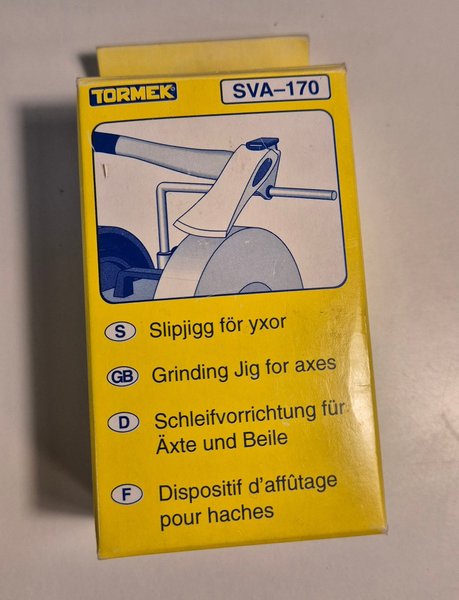 TORMEK
SVA–170
S Slipjigg för yxor
GB Grinding Jig for axes
D Schleifvorrichtung für
Äxte und Beile
F Dispositif d'affûtage
pour haches